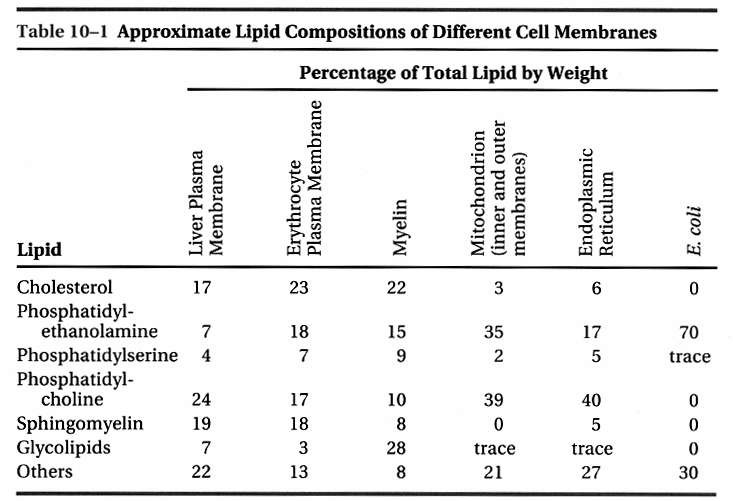 Table 10–1 Approximate Lipid Compositions of Different Cell Membranes
Percentage of Total Lipid by Weight
Lipid
Liver Plasma
Membrane
Erythrocyte
Plasma Membrane
Myelin
Mitochondrion
(inner and outer
membranes)
Endoplasmic
Reticulum
E. coli
Cholesterol 17 23 22 3 6 0
Phosphatidyl-
ethanolamine 7 18 15 35 17 70
Phosphatidylserine 4 7 9 2 5 trace
Phosphatidyl-
choline 24 17 10 39 40 0
Sphingomyelin 19 18 8 0 5 0
Glycolipids 7 3 28 trace trace 0
Others 22 13 8 21 27 30